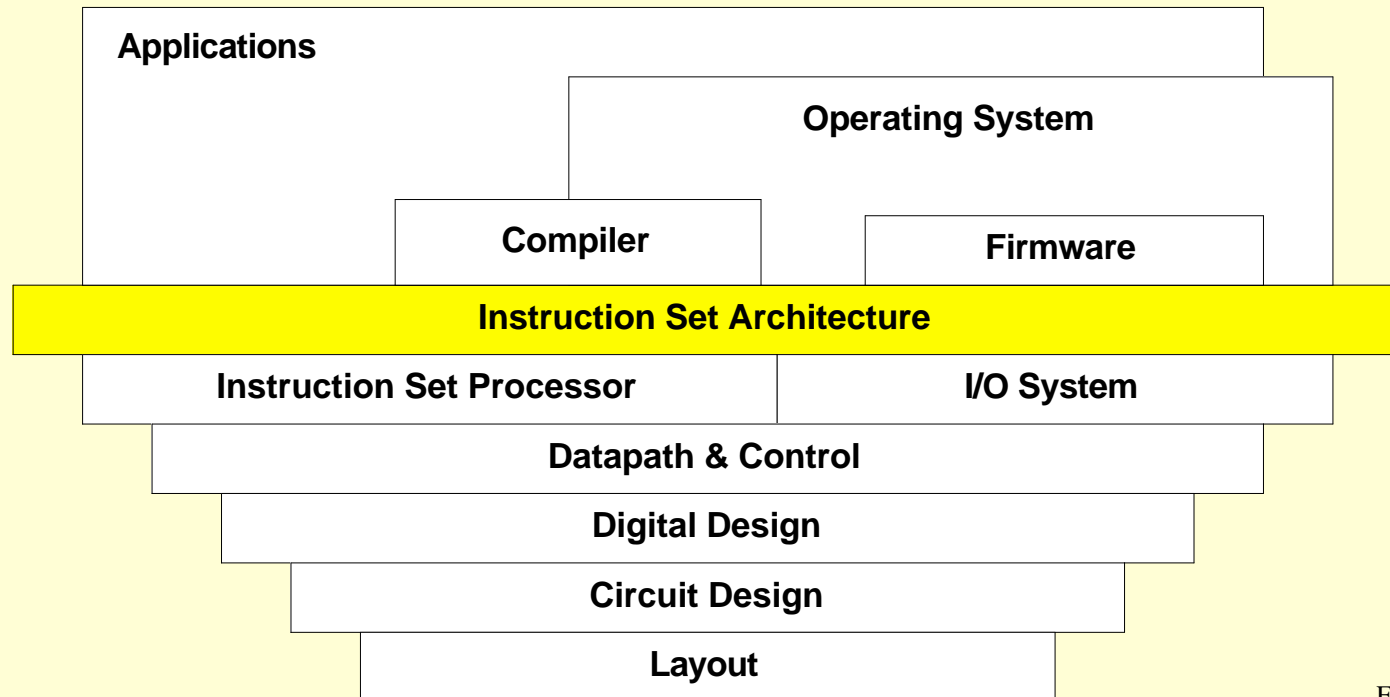 Applications
Operating System
Compiler
Firmware
Instruction Set Architecture
Instruction Set Processor
I/O System
Datapath & Control
Digital Design
Circuit Design
Layout